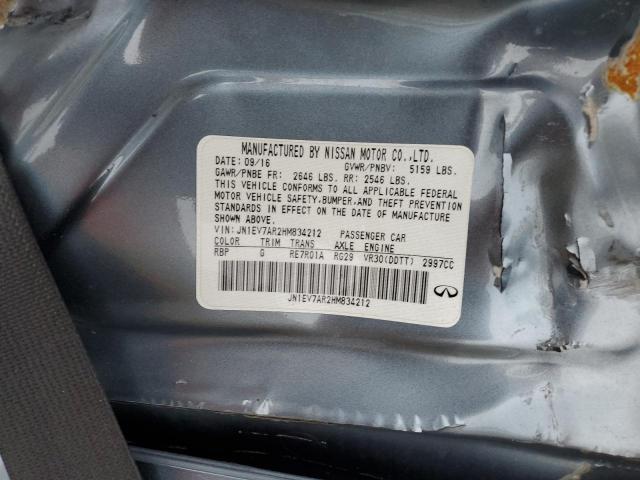 MANUFACTURED BY NISSAN MOTOR CO.,LTD.
DATE: 09/16 GVWR/PNBV: 5159 LBS.
GAWR/PNBE FR: 2646 LBS. RR: 2546 LBS.
THIS VEHICLE CONFORMS TO ALL APPLICABLE FEDERAL
MOTOR VEHICLE SAFETY, BUMPER, AND THEFT PREVENTION
STANDARDS IN EFFECT ON THE DATE OF MANUFACTURE
SHOWN ABOVE.
VIN: JN1EV7AR2HM834212 PASSENGER CAR
COLOR TRIM TRANS AXLE ENGINE
RBP G RE7R01A RG29 VR30(DDTT) 2997CC
JN1EV7AR2HM834212
INFINITI